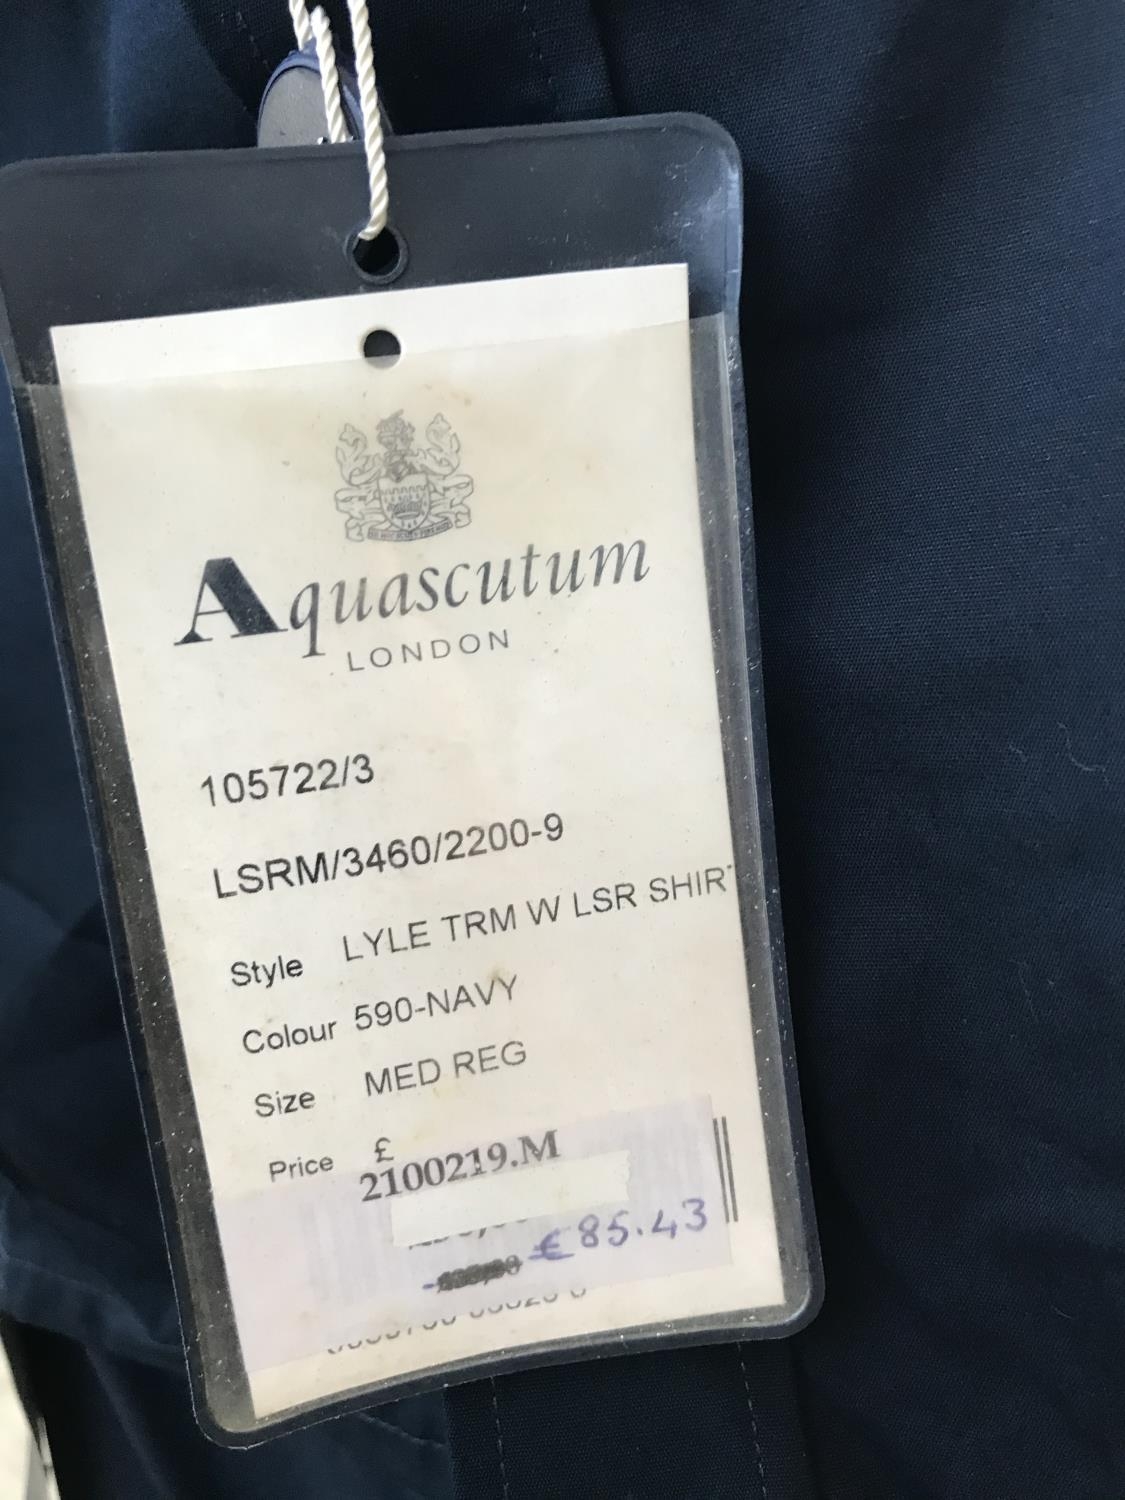 Aquascutum
LONDON
105722/3
LSRM/3460/2200-9
Style LYLE TRM W LSR SHIRT
Colour 590-NAVY
Size MED REG
Price £
2100219.M
€85.43